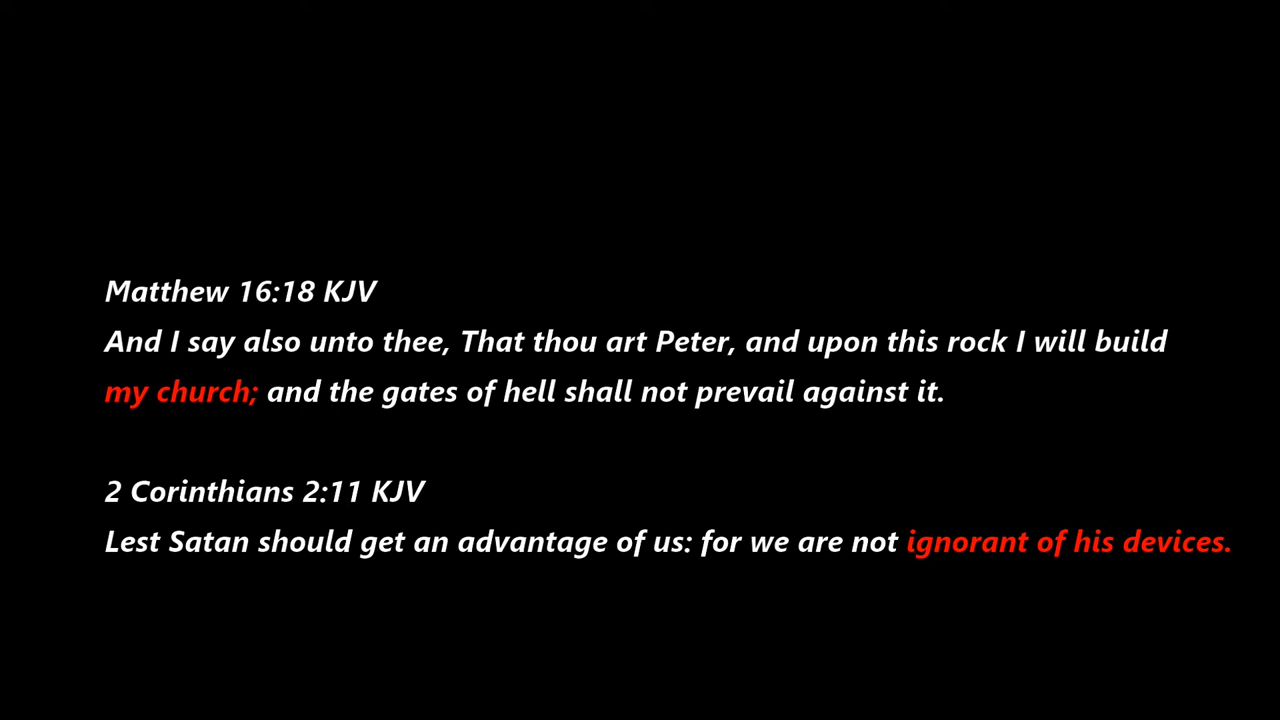 Matthew 16:18 KJV
And I say also unto thee, That thou art Peter, and upon this rock I will build
my church; and the gates of hell shall not prevail against it.
2 Corinthians 2:11 KJV
Lest Satan should get an advantage of us: for we are not ignorant of his devices.